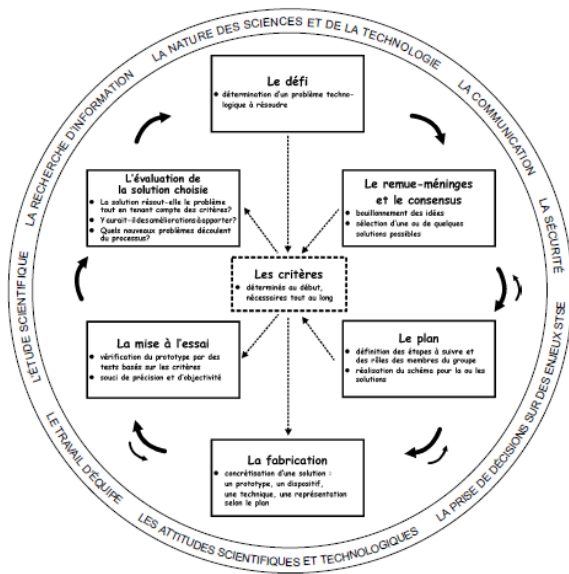 LA NATURE DES SCIENCES ET DE LA TECHNOLOGIE
LA COMMUNICATION
LA SÉCURITÉ
LA PRISE DE DÉCISIONS SUR DES ENJEUX STSE
LES ATTITUDES SCIENTIFIQUES ET TECHNOLOGIQUES
LE TRAVAIL D'ÉQUIPE
L'ÉTUDE SCIENTIFIQUE
LA RECHERCHE D'INFORMATION
Le défi
• détermination d'un problème techno-
logique à résoudre
Le remue-méninges
et le consensus
• bouillonnement des idées
• sélection d'une ou de quelques
solutions possibles
Le plan
• définition des étapes à suivre et
des rôles des membres du groupe
• réalisation du schéma pour la ou les
solutions
La fabrication
• concrétisation d'une solution :
un prototype, un dispositif,
une technique, une représentation
selon le plan
La mise à l'essai
• vérification du prototype par des
tests basés sur les critères
• souci de précision et d'objectivité
L'évaluation de
la solution choisie
• La solution résout-elle le problème
tout en tenant compte des critères?
• Y aurait-il des améliorations à apporter?
• Quels nouveaux problèmes découlent
du processus?
Les critères
• déterminés au début,
nécessaires tout au long